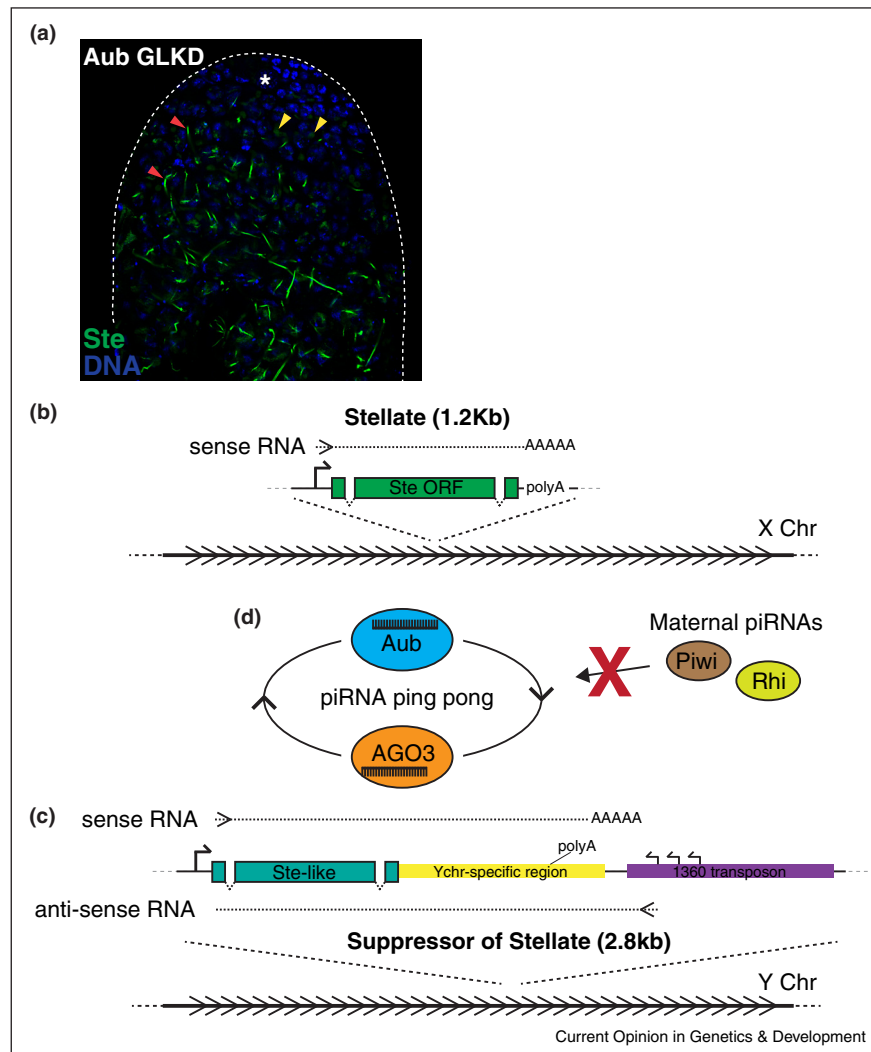 (a)
Aub GLKD
*
Ste
DNA
(b)
Stellate (1.2Kb)
sense RNA
AAAAA
Ste ORF
polyA
X Chr
(d)
Aub
piRNA ping pong
AGO3
Maternal piRNAs
X
Piwi
Rhi
(c)
sense RNA
AAAAA
polyA
Ste-like
Ychr-specific region
1360 transposon
anti-sense RNA
Suppressor of Stellate (2.8kb)
Y Chr
Current Opinion in Genetics & Development